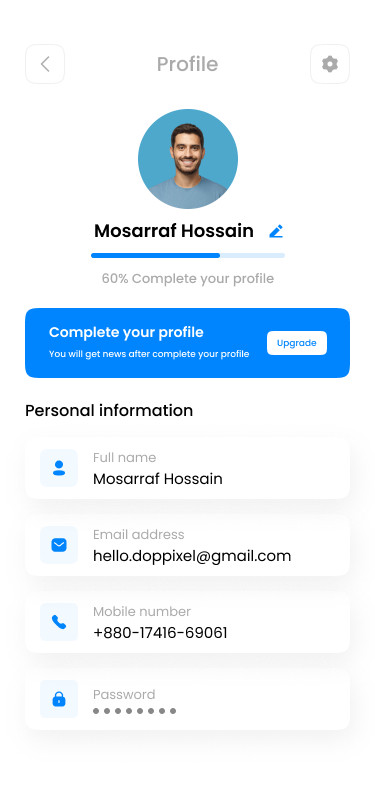 Profile
Mosarraf Hossain
60% Complete your profile
Complete your profile
You will get news after complete your profile
Upgrade
Personal information
Full name
Mosarraf Hossain
Email address
hello.doppixel@gmail.com
Mobile number
+880-17416-69061
Password